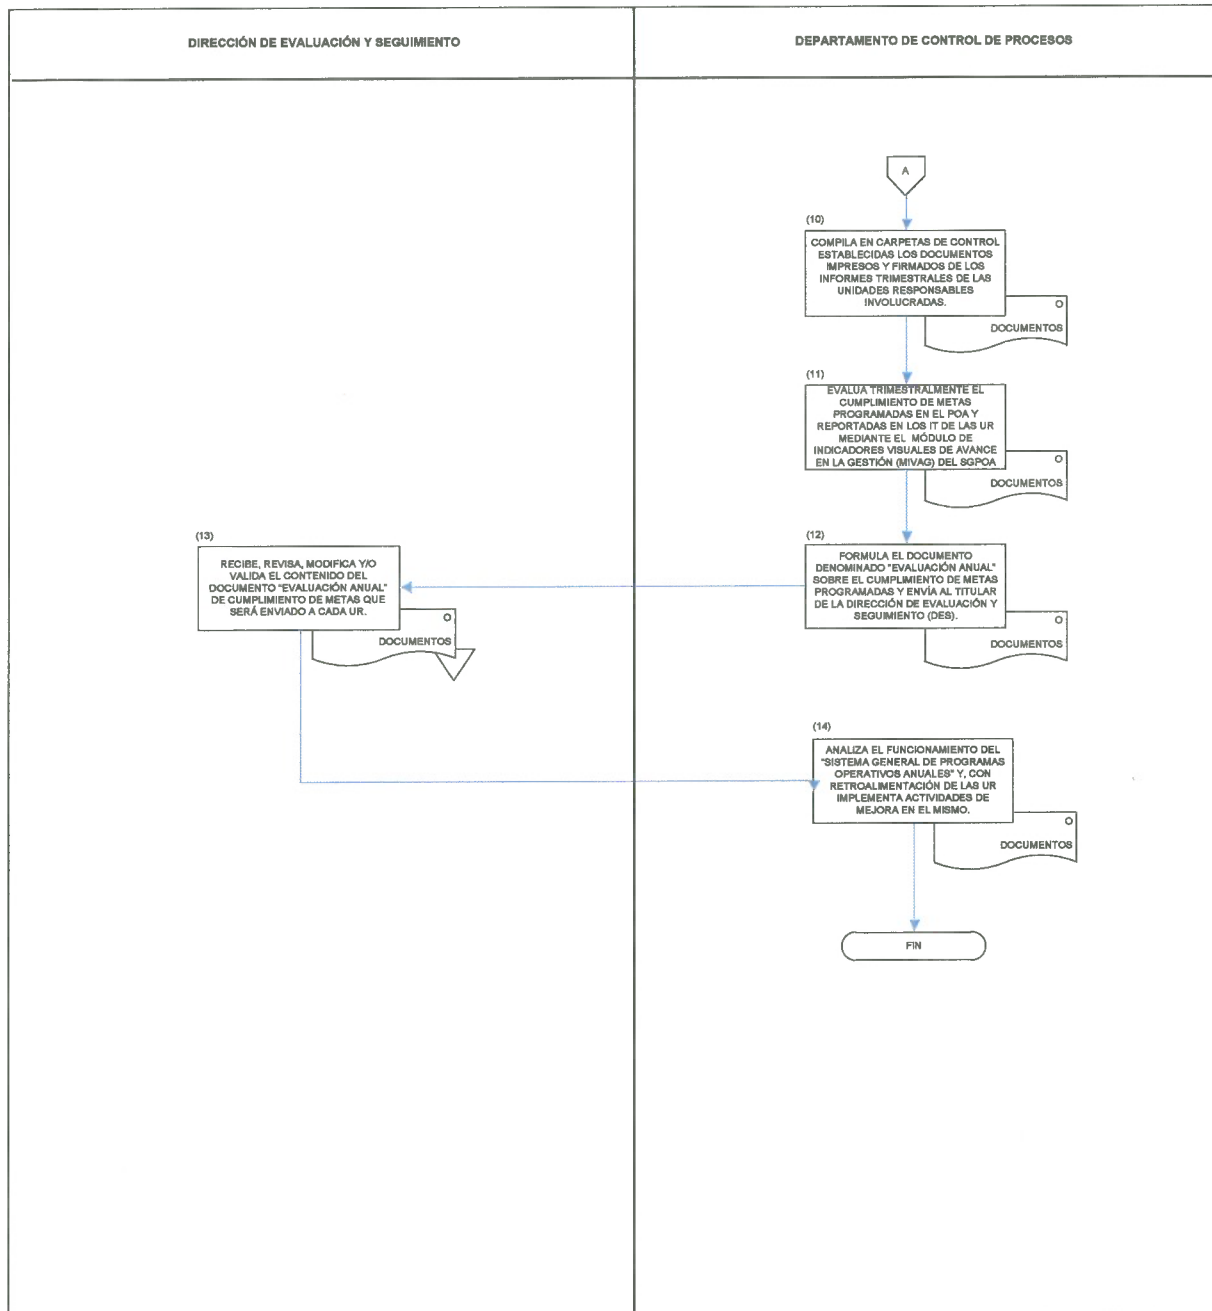 DIRECCIÓN DE EVALUACIÓN Y SEGUIMIENTO
DEPARTAMENTO DE CONTROL DE PROCESOS
A
(10)
COMPILA EN CARPETAS DE CONTROL
ESTABLECIDAS LOS DOCUMENTOS
IMPRESOS Y FIRMADOS DE LOS
INFORMES TRIMESTRALES DE LAS
UNIDADES RESPONSABLES
INVOLUCRADAS.
DOCUMENTOS
(11)
EVALUA TRIMESTRALMENTE EL
CUMPLIMIENTO DE METAS
PROGRAMADAS EN EL POA Y
REPORTADAS EN LOS IT DE LAS UR
MEDIANTE EL MÓDULO DE
INDICADORES VISUALES DE AVANCE
EN LA GESTIÓN (MIVAG) DEL SGPOA
DOCUMENTOS
(12)
FORMULA EL DOCUMENTO
DENOMINADO "EVALUACIÓN ANUAL"
SOBRE EL CUMPLIMIENTO DE METAS
PROGRAMADAS Y ENVÍA AL TITULAR
DE LA DIRECCIÓN DE EVALUACIÓN Y
SEGUIMIENTO (DES).
DOCUMENTOS
(13)
RECIBE, REVISA, MODIFICA Y/O
VALIDA EL CONTENIDO DEL
DOCUMENTO "EVALUACIÓN ANUAL"
DE CUMPLIMIENTO DE METAS QUE
SERÁ ENVIADO A CADA UR.
DOCUMENTOS
(14)
ANALIZA EL FUNCIONAMIENTO DEL
"SISTEMA GENERAL DE PROGRAMAS
OPERATIVOS ANUALES" Y, CON
RETROALIMENTACIÓN DE LAS UR
IMPLEMENTA ACTIVIDADES DE
MEJORA EN EL MISMO.
DOCUMENTOS
FIN